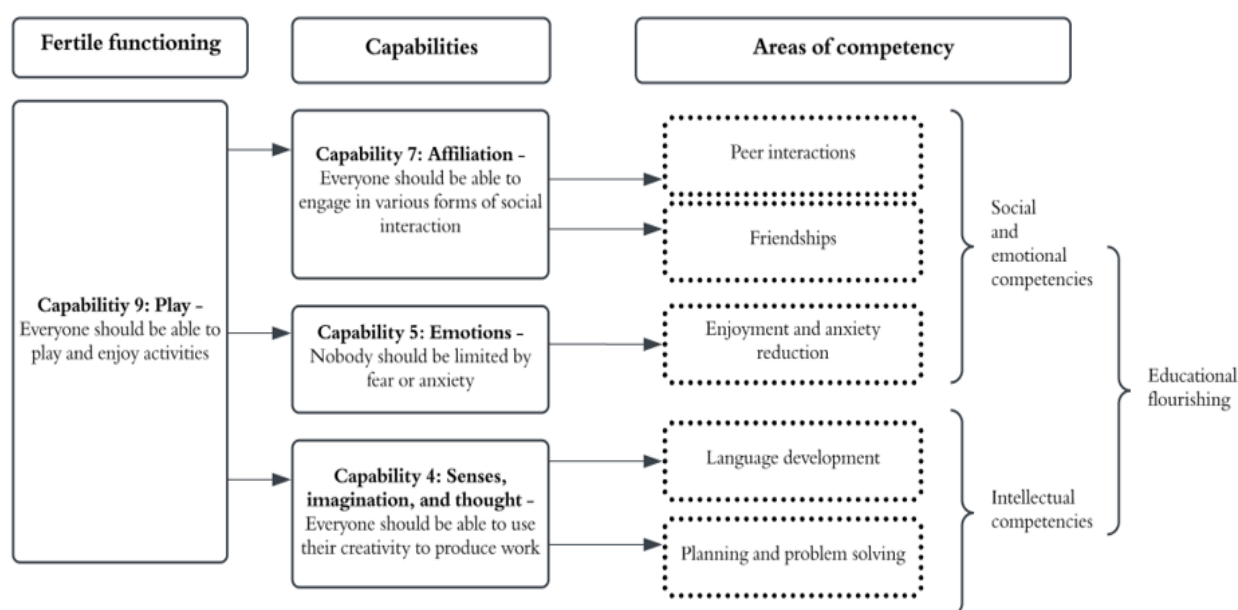 Fertile functioning
Capabilities
Areas of competency
Capabilitiy 9: Play -
Everyone should be able to
play and enjoy activities
Capability 7: Affiliation -
Everyone should be able to
engage in various forms of social
interaction
Capability 5: Emotions -
Nobody should be limited by
fear or anxiety
Capability 4: Senses,
imagination, and thought -
Everyone should be able to use
their creativity to produce work
Peer interactions
Friendships
Enjoyment and anxiety
reduction
Language development
Planning and problem solving
Social
and
emotional
competencies
Intellectual
competencies
Educational
flourishing